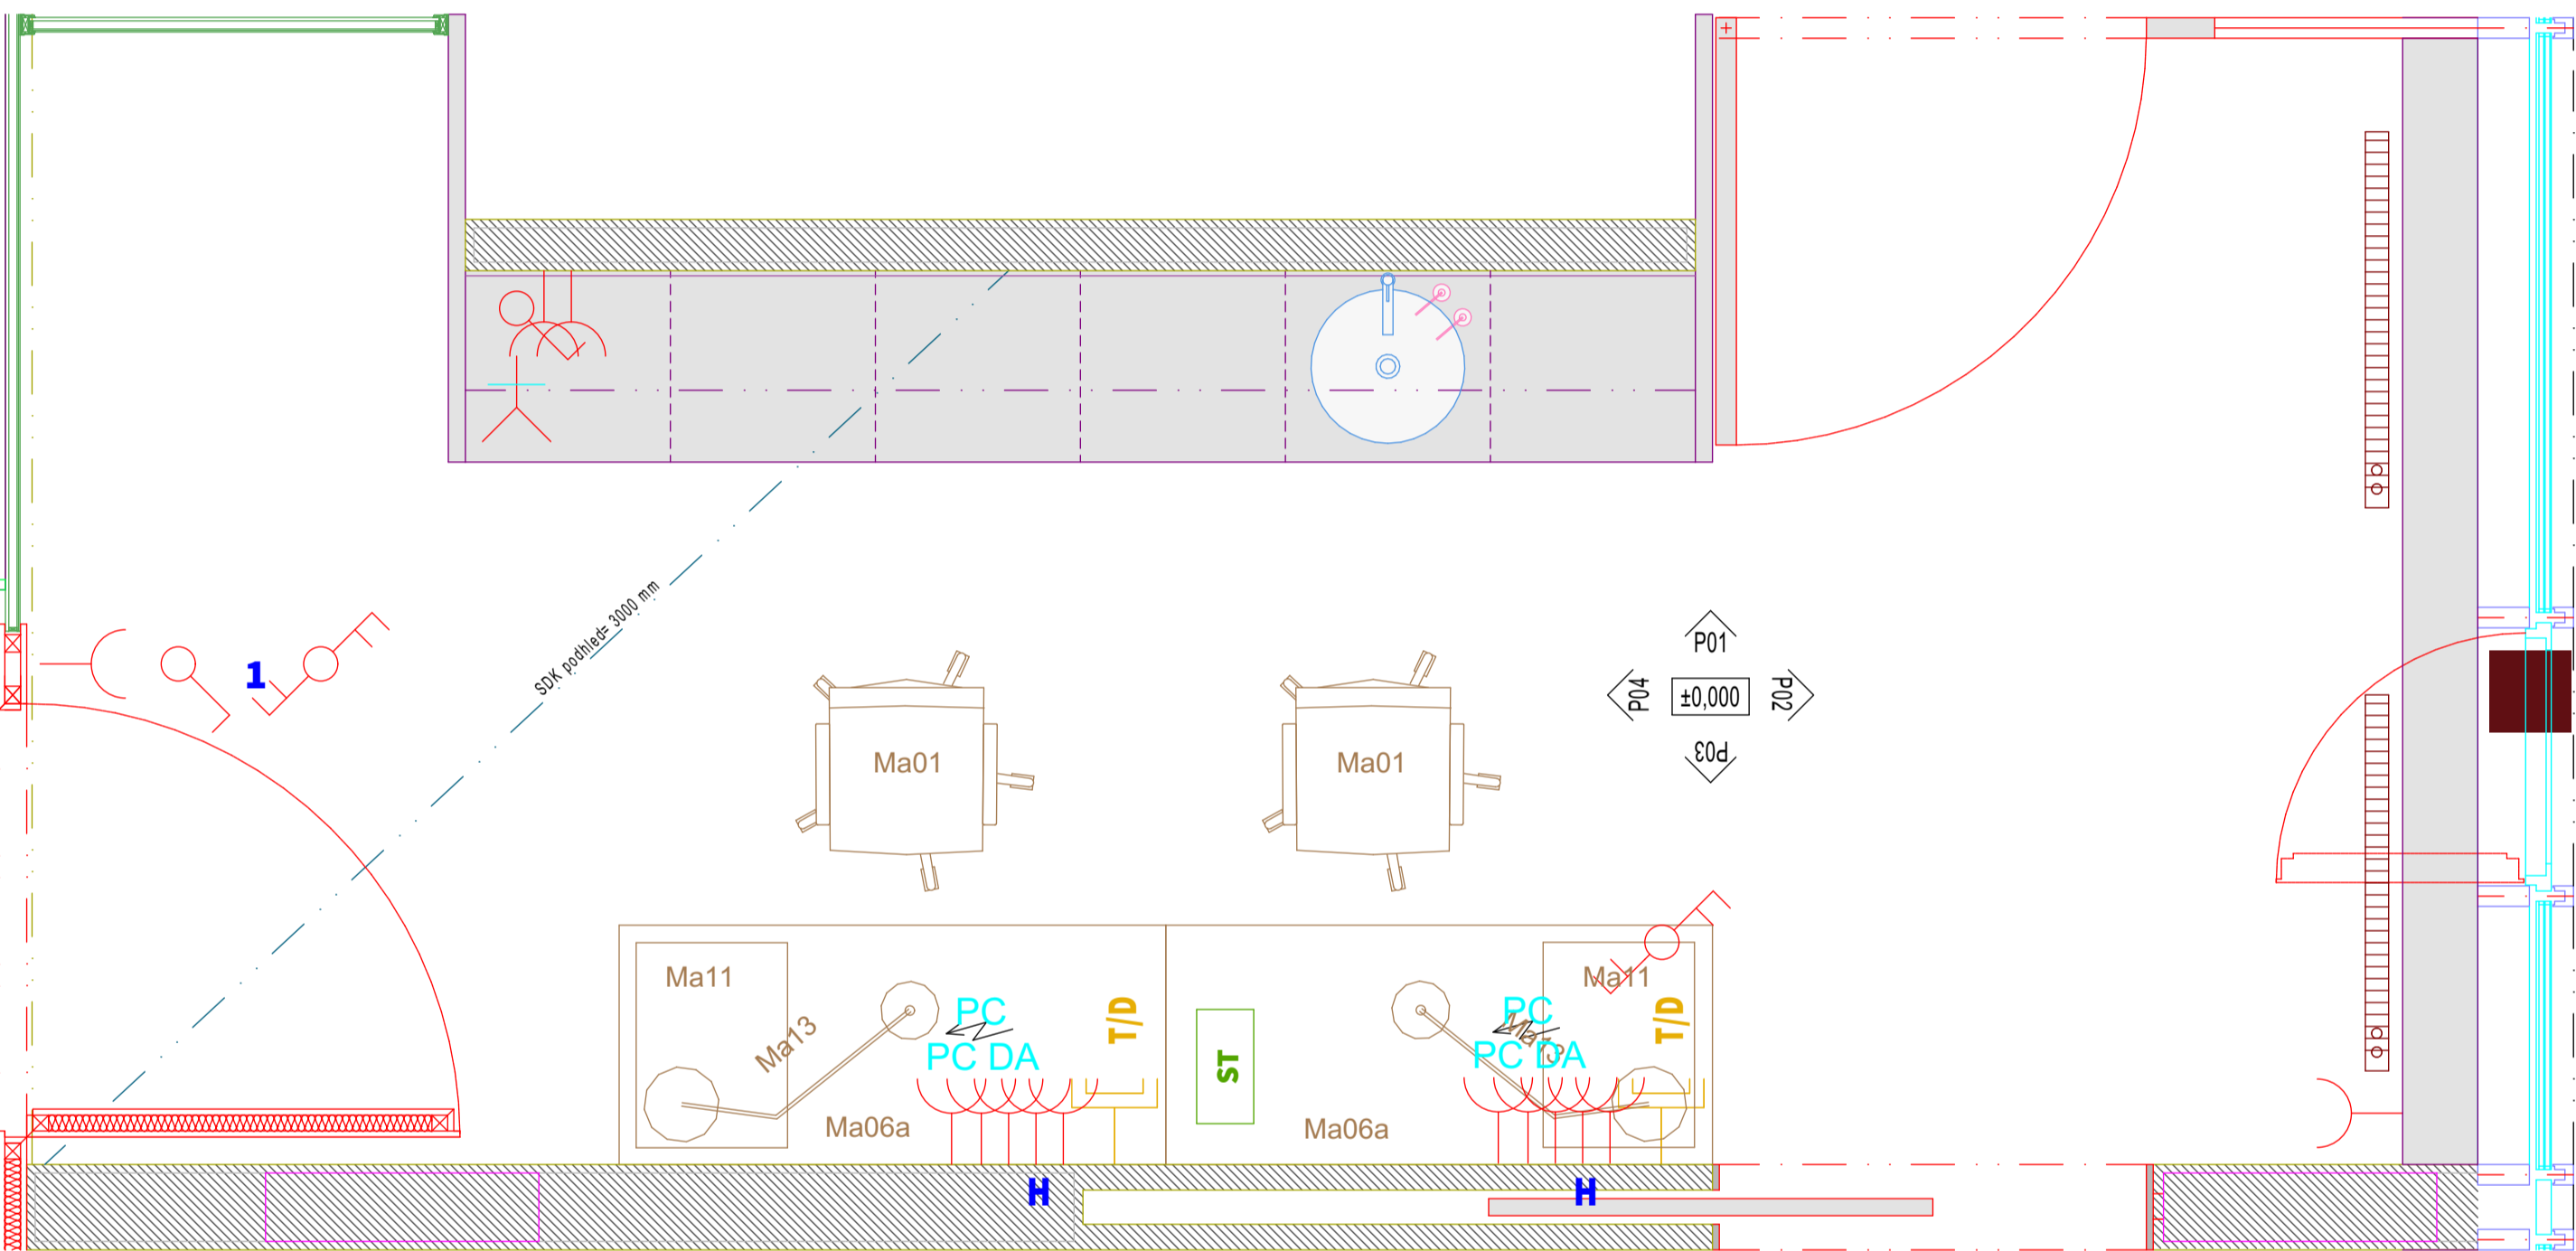 SDK podhled= 3000 mm
1
P01
P04
±0,000
P02
P03
Ma01
Ma01
Ma11
Ma13
PC
PC DA
T/D
Ma06a
ST
Ma11
Ma13
PC
PC DA
T/D
Ma06a
H
H